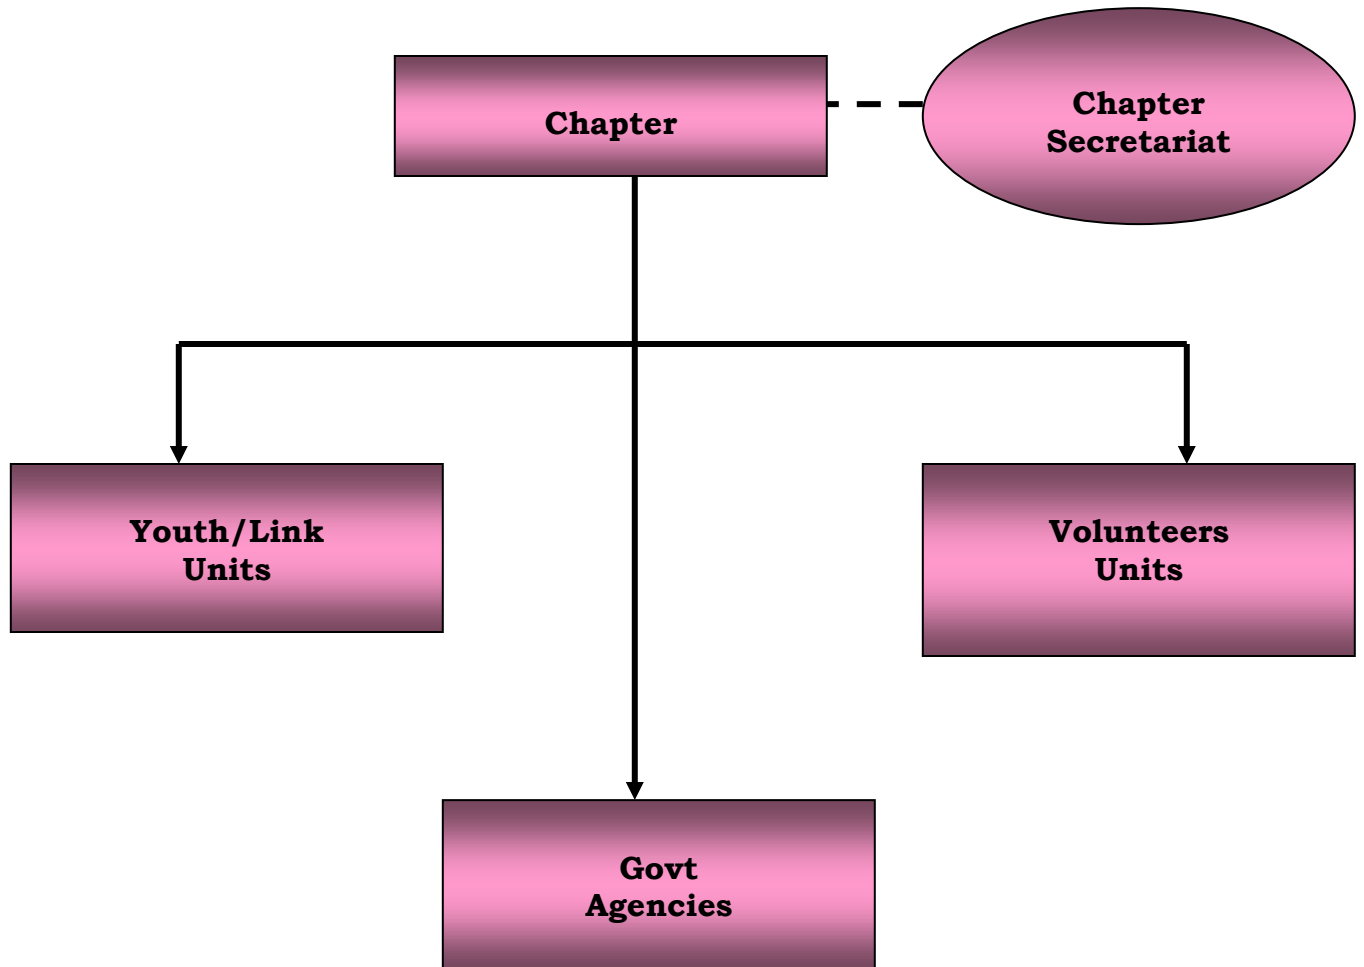 Chapter
Chapter
Secretariat
Youth/Link
Units
Volunteers
Units
Govt
Agencies